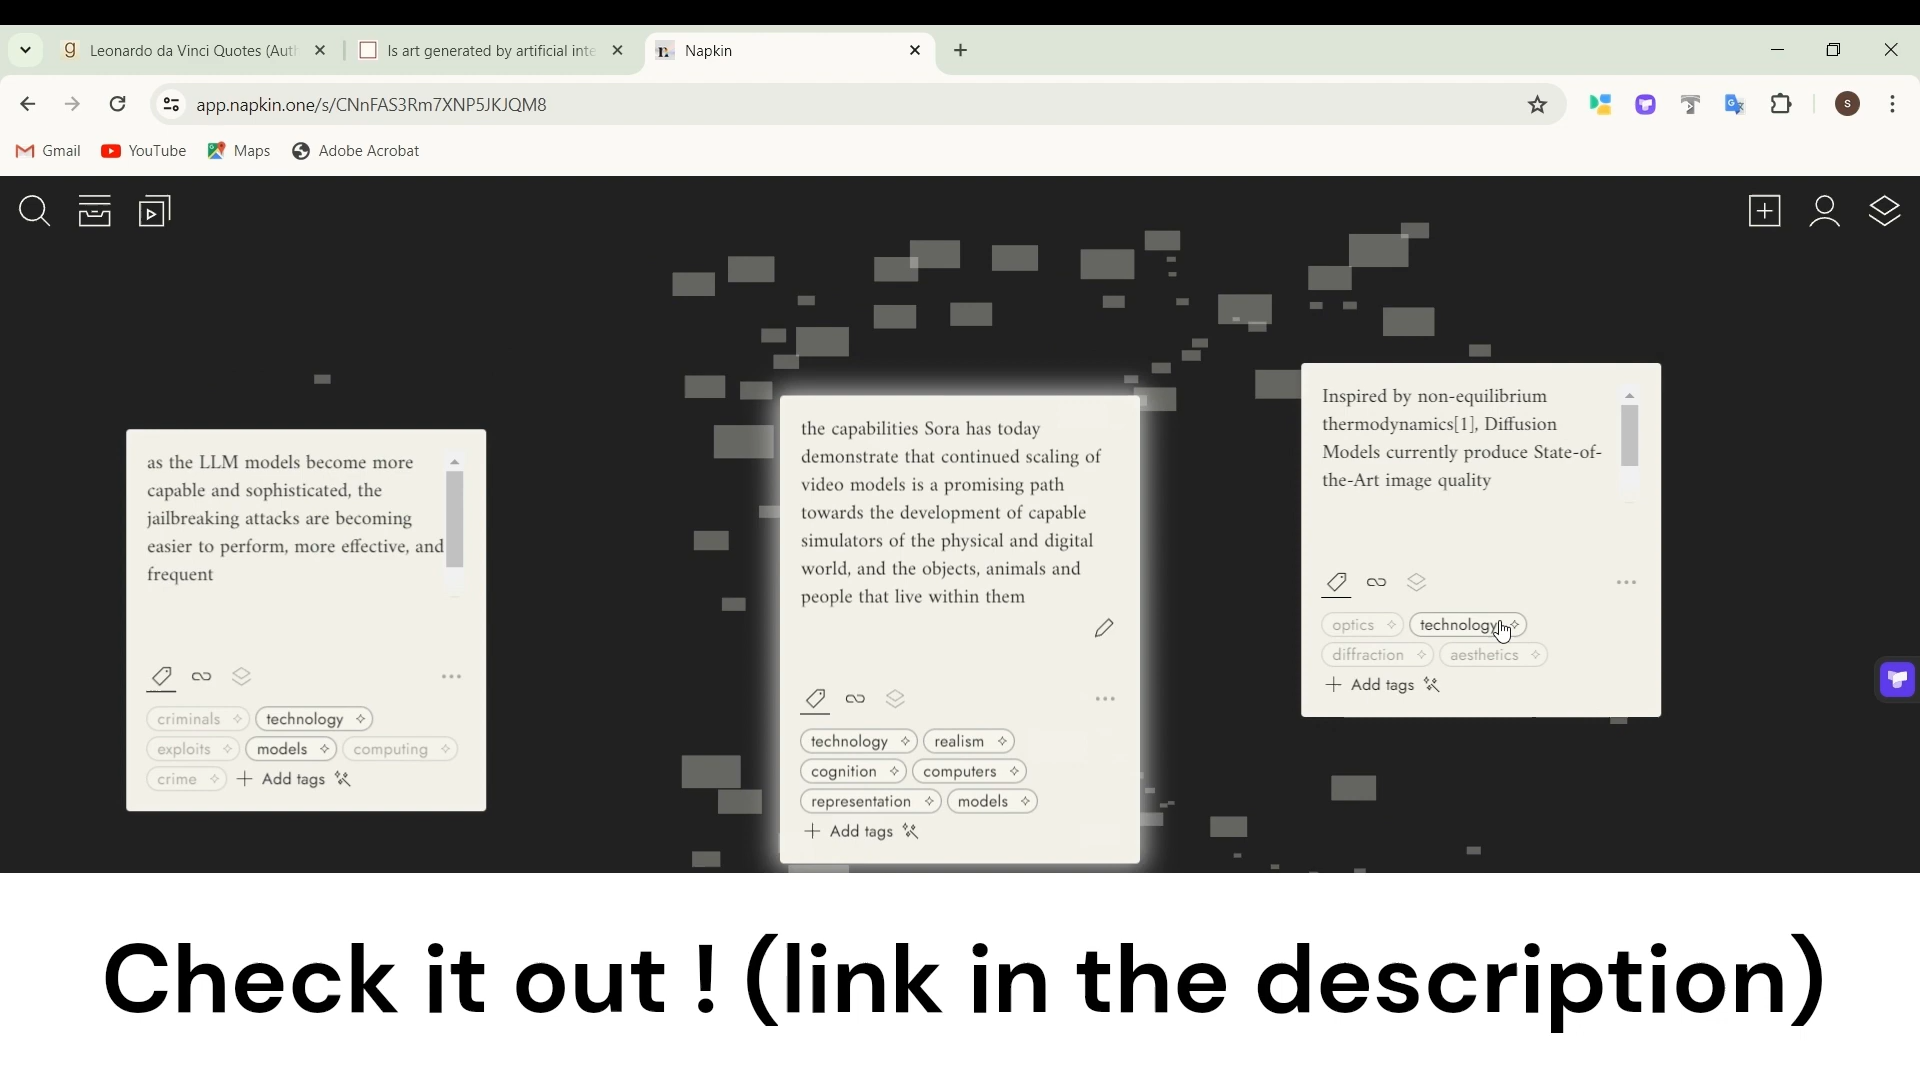 Leonardo da Vinci Quotes (Auth
Is art generated by artificial inte
Napkin
app.napkin.one/s/CNnFAS3Rm7XNP5JKJQM8
S
Gmail
YouTube
Maps
Adobe Acrobat
as the LLM models become more
capable and sophisticated, the
jailbreaking attacks are becoming
easier to perform, more effective, and
frequent
criminals
technology
exploits
models
computing
crime
Add tags
the capabilities Sora has today
demonstrate that continued scaling of
video models is a promising path
towards the development of capable
simulators of the physical and digital
world, and the objects, animals and
people that live within them
technology
realism
cognition
computers
representation
models
Add tags
Inspired by non-equilibrium
thermodynamics[1], Diffusion
Models currently produce State-of-
the-Art image quality
optics
technology
diffraction
aesthetics
Add tags
Check it out ! (link in the description)